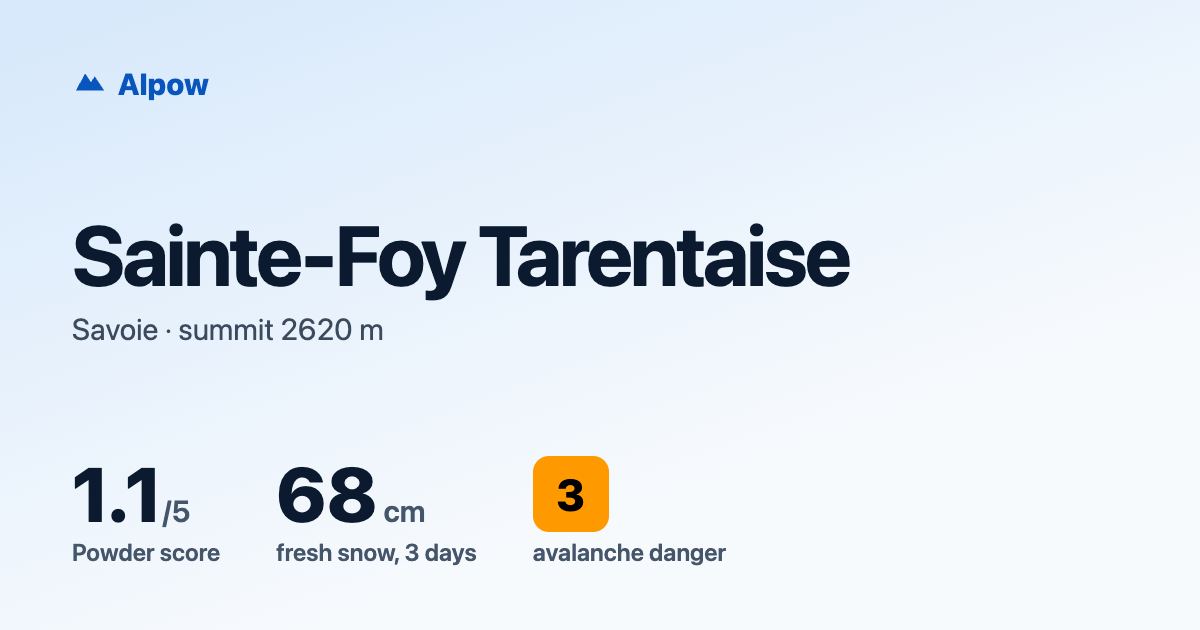 Alpow
Sainte-Foy Tarentaise
Savoie · summit 2620 m
1.1/5
Powder score
68 cm
fresh snow, 3 days
3
avalanche danger